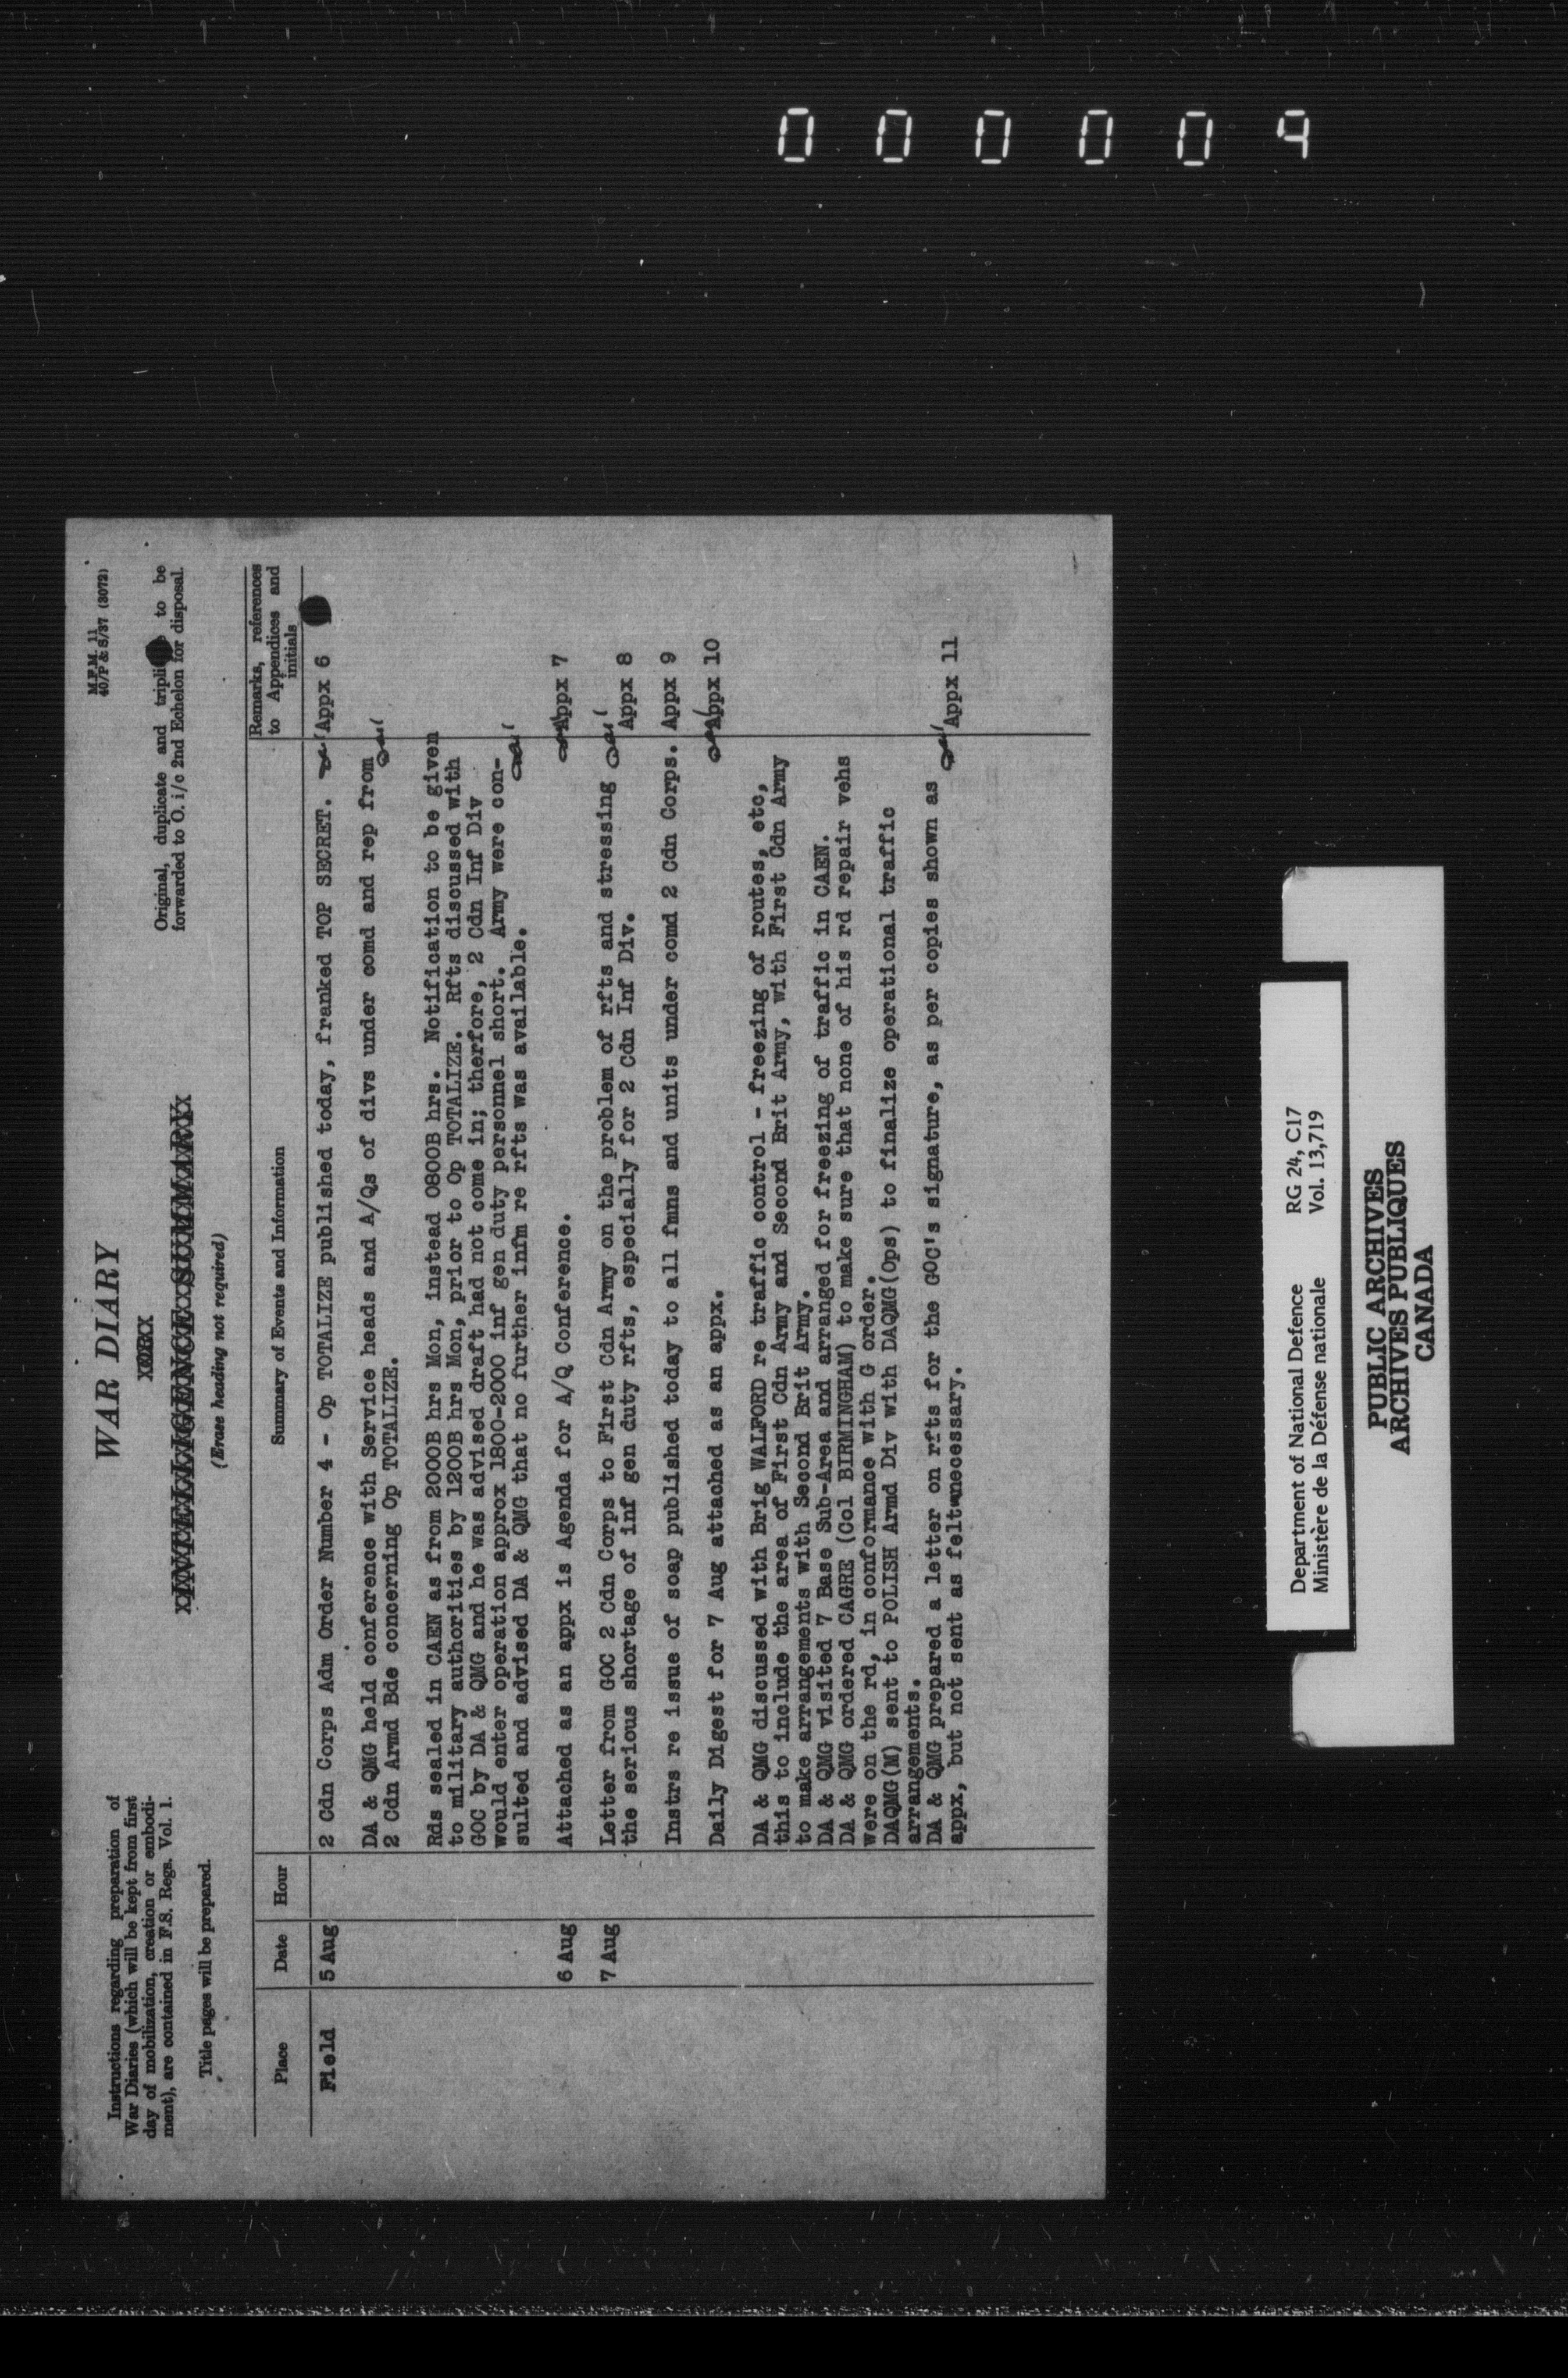 000009
Instructions regarding preparation of
War Diaries (which will be kept from first
day of mobilization, creation or embodi-
ment), are contained in F.S. Regs. Vol. 1.
Title pages will be prepared.
WAR DIARY
XORX
XINTELLIGENCE SUMMARYX
(Erase heading not required)
M.F.M. 11
40/P & S/37 (3072)
Original, duplicate and to be
forwarded to O. i/c 2nd Echelon for disposal.
Place Date Hour Summary of Events and Information Remarks, references
to Appendices and
initials
Field 5 Aug 2 Cdn Corps Adm Order Number 4 - Op TOTALIZE published today, franked TOP SECRET. Appx 6
DA & QMG held conference with Service heads and A/Qs of divs under comd and rep from
2 Cdn Armd Bde concerning Op TOTALIZE.
Rds sealed in CAEN as from 2000B hrs Mon, instead 0800B hrs. Notification to be given
to military authorities by 1200B hrs Mon, prior to Op TOTALIZE. Rfts discussed with
GOC by DA & QMG and he was advised draft had not come in; therfore, 2 Cdn Inf Div
would enter operation approx 1800-2000 inf gen duty personnel short. Army were con-
sulted and advised DA & QMG that no further infm re rfts was available.
6 Aug Attached as an appx is Agenda for A/Q Conference. Appx 7
7 Aug Letter from GOC 2 Cdn Corps to First Cdn Army on the problem of rfts and stressing
the serious shortage of inf gen duty rfts, especially for 2 Cdn Inf Div. Appx 8
Instrs re issue of soap published today to all fmns and units under comd 2 Cdn Corps. Appx 9
Daily Digest for 7 Aug attached as an appx. Appx 10
DA & QMG discussed with Brig WALFORD re traffic control - freezing of routes, etc,
this to include the area of First Cdn Army and Second Brit Army, with First Cdn Army
to make arrangements with Second Brit Army.
DA & QMG visited 7 Base Sub-Area and arranged for freezing of traffic in CAEN.
DA & QMG ordered CAGRE (Col BIRMINGHAM) to make sure that none of his rd repair vehs
were on the rd, in conformance with G order.
DAQMG(M) sent to POLISH Armd Div with DAQMG(Ops) to finalize operational traffic
arrangements.
DA & QMG prepared a letter on rfts for the GOC's signature, as per copies shown as
appx, but not sent as felt unnecessary. Appx 11
Department of National Defence RG 24, C17
Ministère de la Défense nationale Vol. 13,719
PUBLIC ARCHIVES
ARCHIVES PUBLIQUES
CANADA